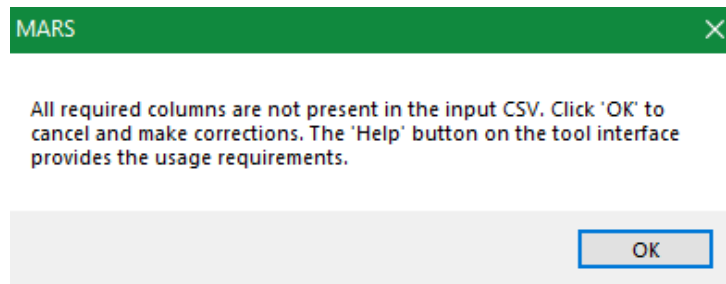 MARS
All required columns are not present in the input CSV. Click 'OK' to
cancel and make corrections. The 'Help' button on the tool interface
provides the usage requirements.
OK